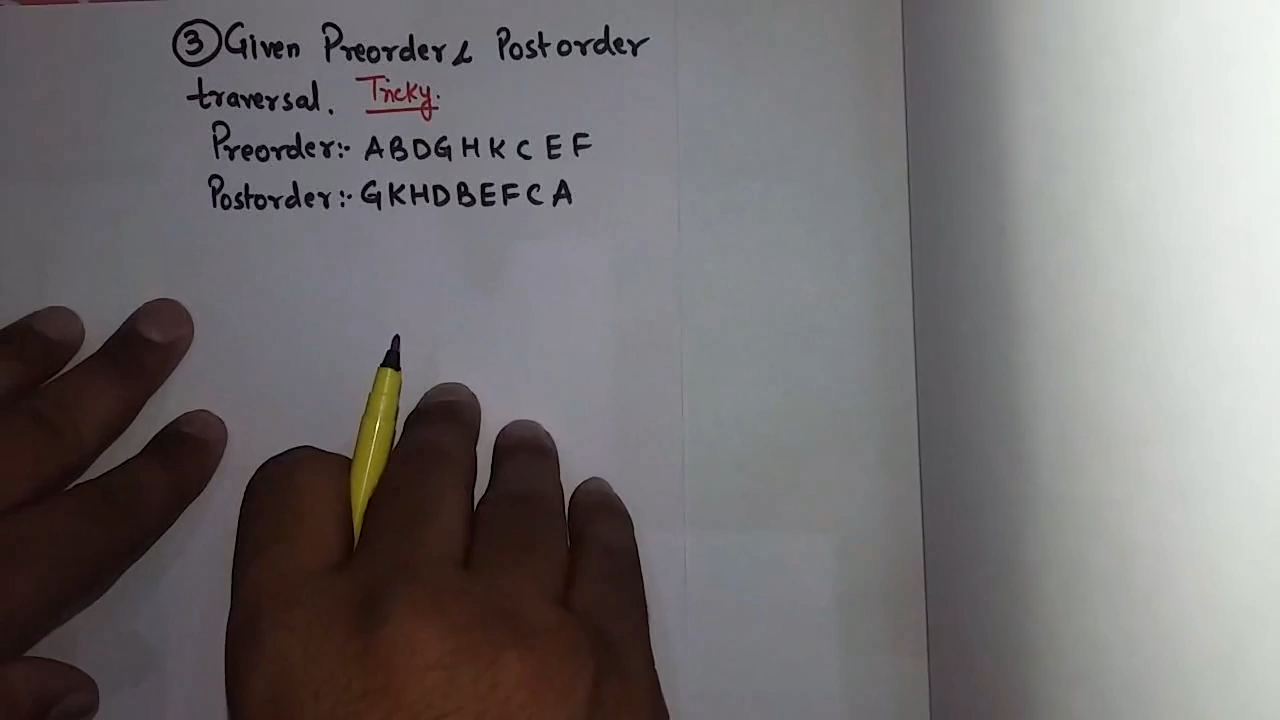 ③ Given Preorder & Postorder
traversal. Tricky.
Preorder:- A B D G H K C E F
Postorder:- G K H D B E F C A